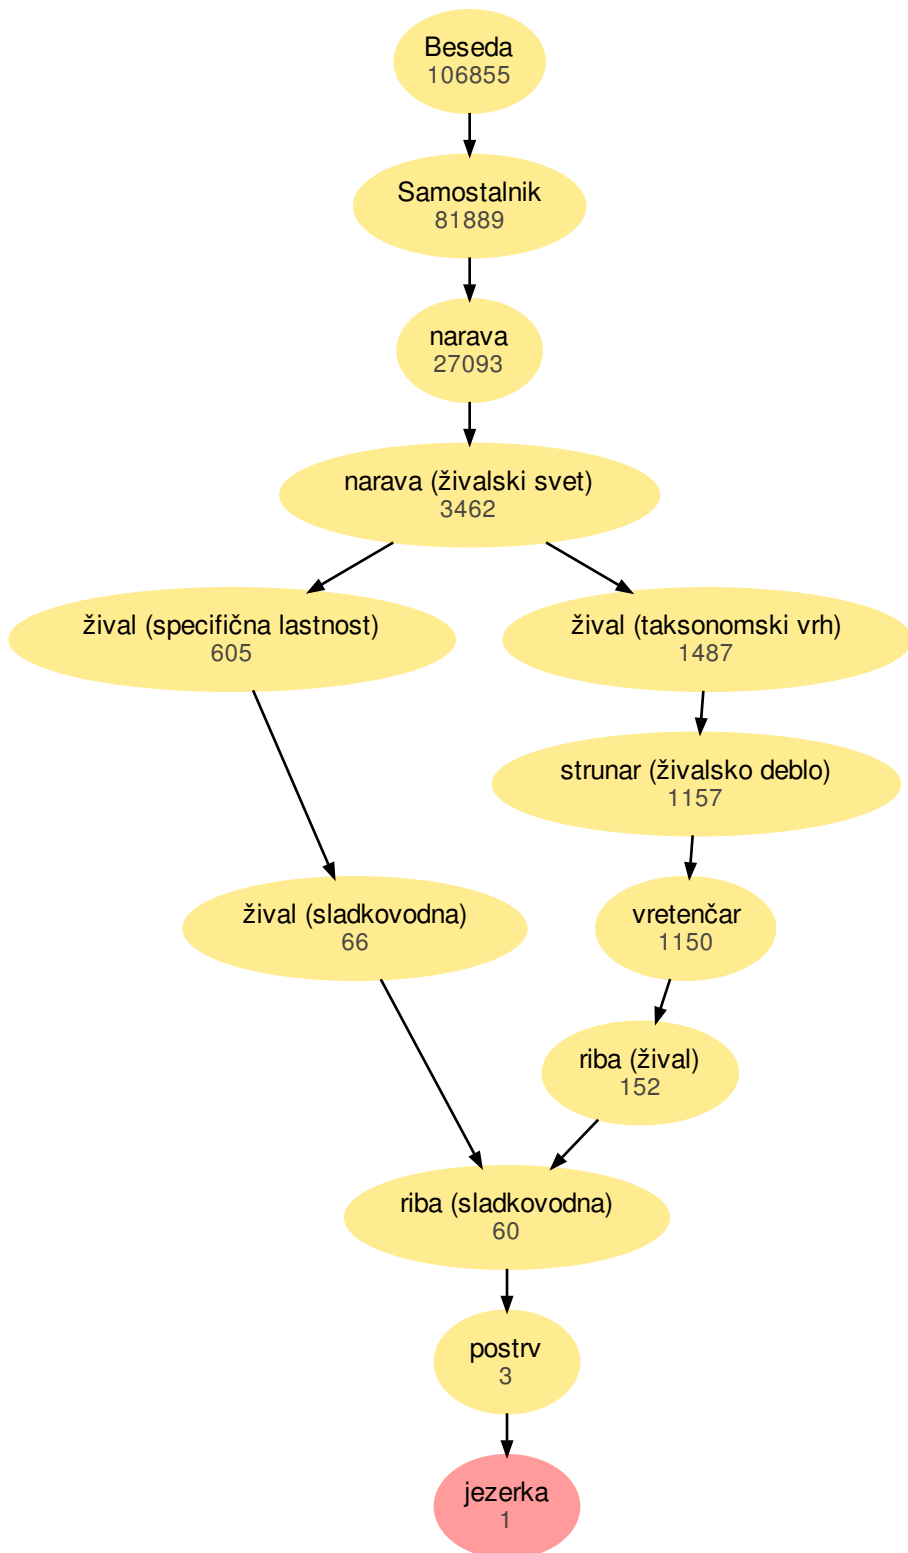 Beseda
106855
Samostalnik
81889
narava
27093
narava (živalski svet)
3462
žival (specifična lastnost)
605
žival (taksonomski vrh)
1487
strunar (živalsko deblo)
1157
žival (sladkovodna)
66
vretenčar
1150
riba (žival)
152
riba (sladkovodna)
60
postrv
3
jezerka
1